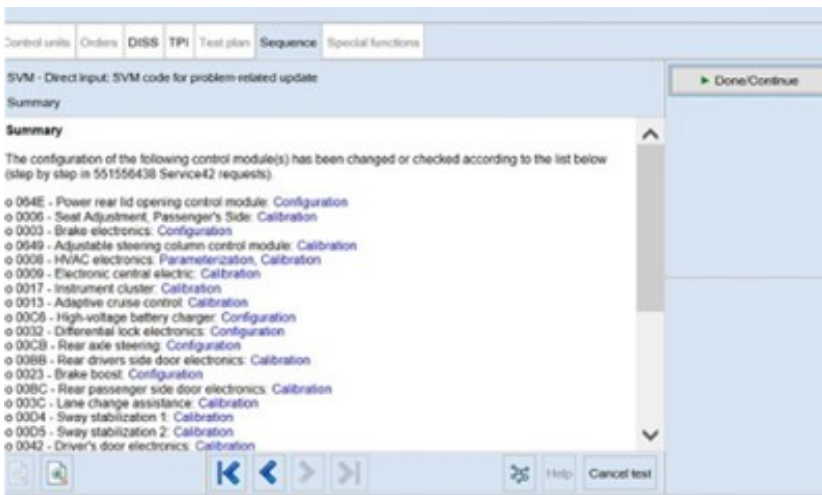 Control units Orders DISS TPI Test plan Sequence Special functions
SVM - Direct input: SVM code for problem-related update
Done/Continue
Summary
Summary
The configuration of the following control module(s) has been changed or checked according to the list below
(step by step in 551556438 Service42 requests).
o 064E - Power rear lid opening control module: Configuration
o 0006 - Seat Adjustment, Passenger's Side: Calibration
o 0003 - Brake electronics: Configuration
o 0649 - Adjustable steering column control module: Calibration
o 0008 - HVAC electronics: Parameterization, Calibration
o 0009 - Electronic central electric: Calibration
o 0017 - Instrument cluster: Calibration
o 0013 - Adaptive cruise control: Calibration
o 00C6 - High-voltage battery charger: Configuration
o 0032 - Differential lock electronics: Configuration
o 00CB - Rear axle steering: Configuration
o 00BB - Rear drivers side door electronics: Calibration
o 0023 - Brake boost: Configuration
o 00BC - Rear passenger side door electronics: Calibration
o 003C - Lane change assistance: Calibration
o 00D4 - Sway stabilization 1: Calibration
o 00D5 - Sway stabilization 2: Calibration
o 0042 - Driver's door electronics: Calibration
Help Cancel test